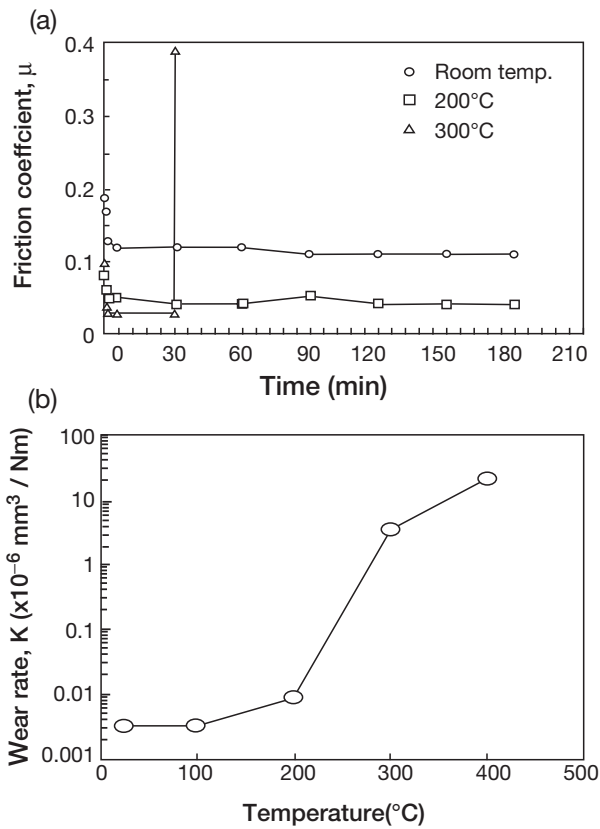 (a)
0.4
0.3
0.2
0.1
0
Friction coeffcient, μ
Room temp.
200°C
300°C
0 30 60 90 120 150 180 210
Time (min)
(b)
100
10
1
0.1
0.01
0.001
Wear rate, K (x10⁻⁶ mm³ / Nm)
0 100 200 300 400 500
Temperature(°C)